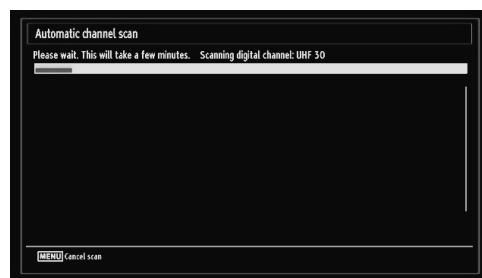 Automatic channel scan
Please wait. This will take a few minutes. Scanning digital channel: UHF 30
MENU Cancel scan